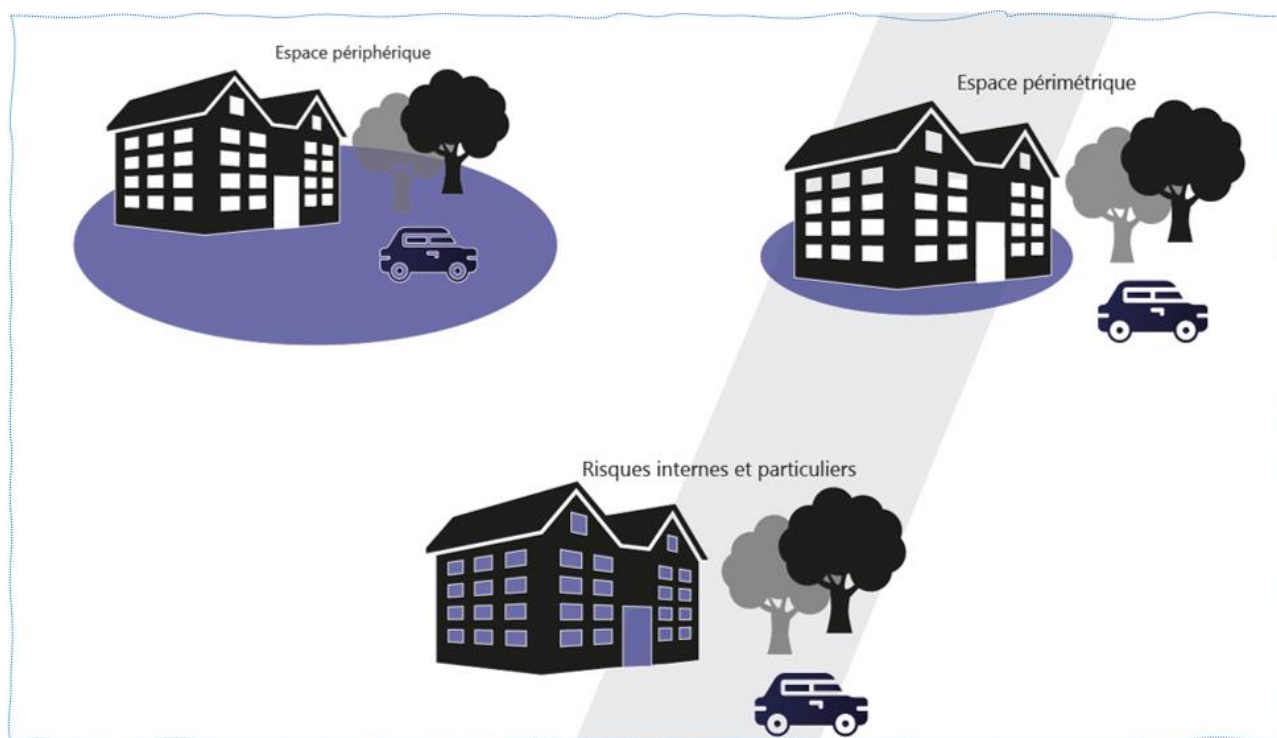 Espace périphérique
Espace périmétrique
Risques internes et particuliers